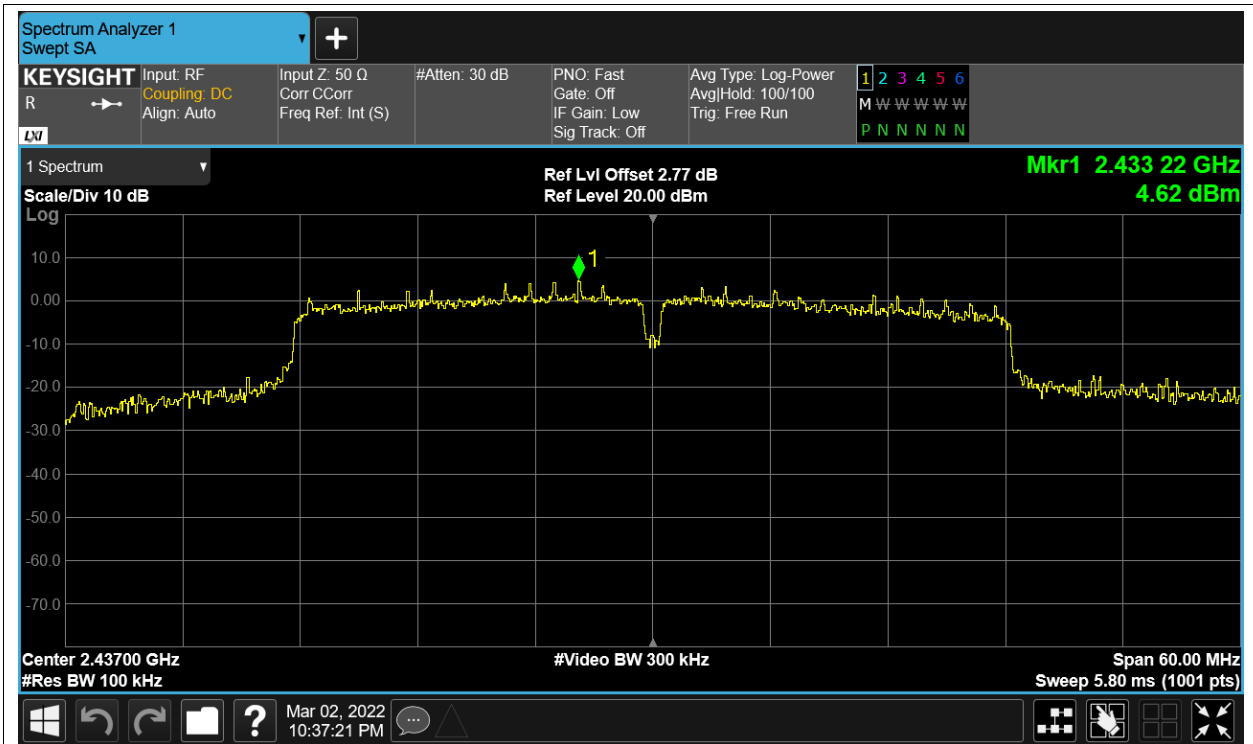 Spectrum Analyzer 1
Swept SA
KEYSIGHT
R
LXI
Input: RF
Coupling: DC
Align: Auto
Input Z: 50 Ω
Corr CCorr
Freq Ref: Int (S)
#Atten: 30 dB
PNO: Fast
Gate: Off
IF Gain: Low
Sig Track: Off
Avg Type: Log-Power
Avg|Hold: 100/100
Trig: Free Run
1 2 3 4 5 6
M W W W W W
P N N N N N
1 Spectrum
Scale/Div 10 dB
Log
Ref Lvl Offset 2.77 dB
Ref Level 20.00 dBm
Mkr1 2.433 22 GHz
4.62 dBm
1
10.0
0.00
-10.0
-20.0
-30.0
-40.0
-50.0
-60.0
-70.0
Center 2.43700 GHz
#Res BW 100 kHz
#Video BW 300 kHz
Span 60.00 MHz
Sweep 5.80 ms (1001 pts)
?
Mar 02, 2022
10:37:21 PM